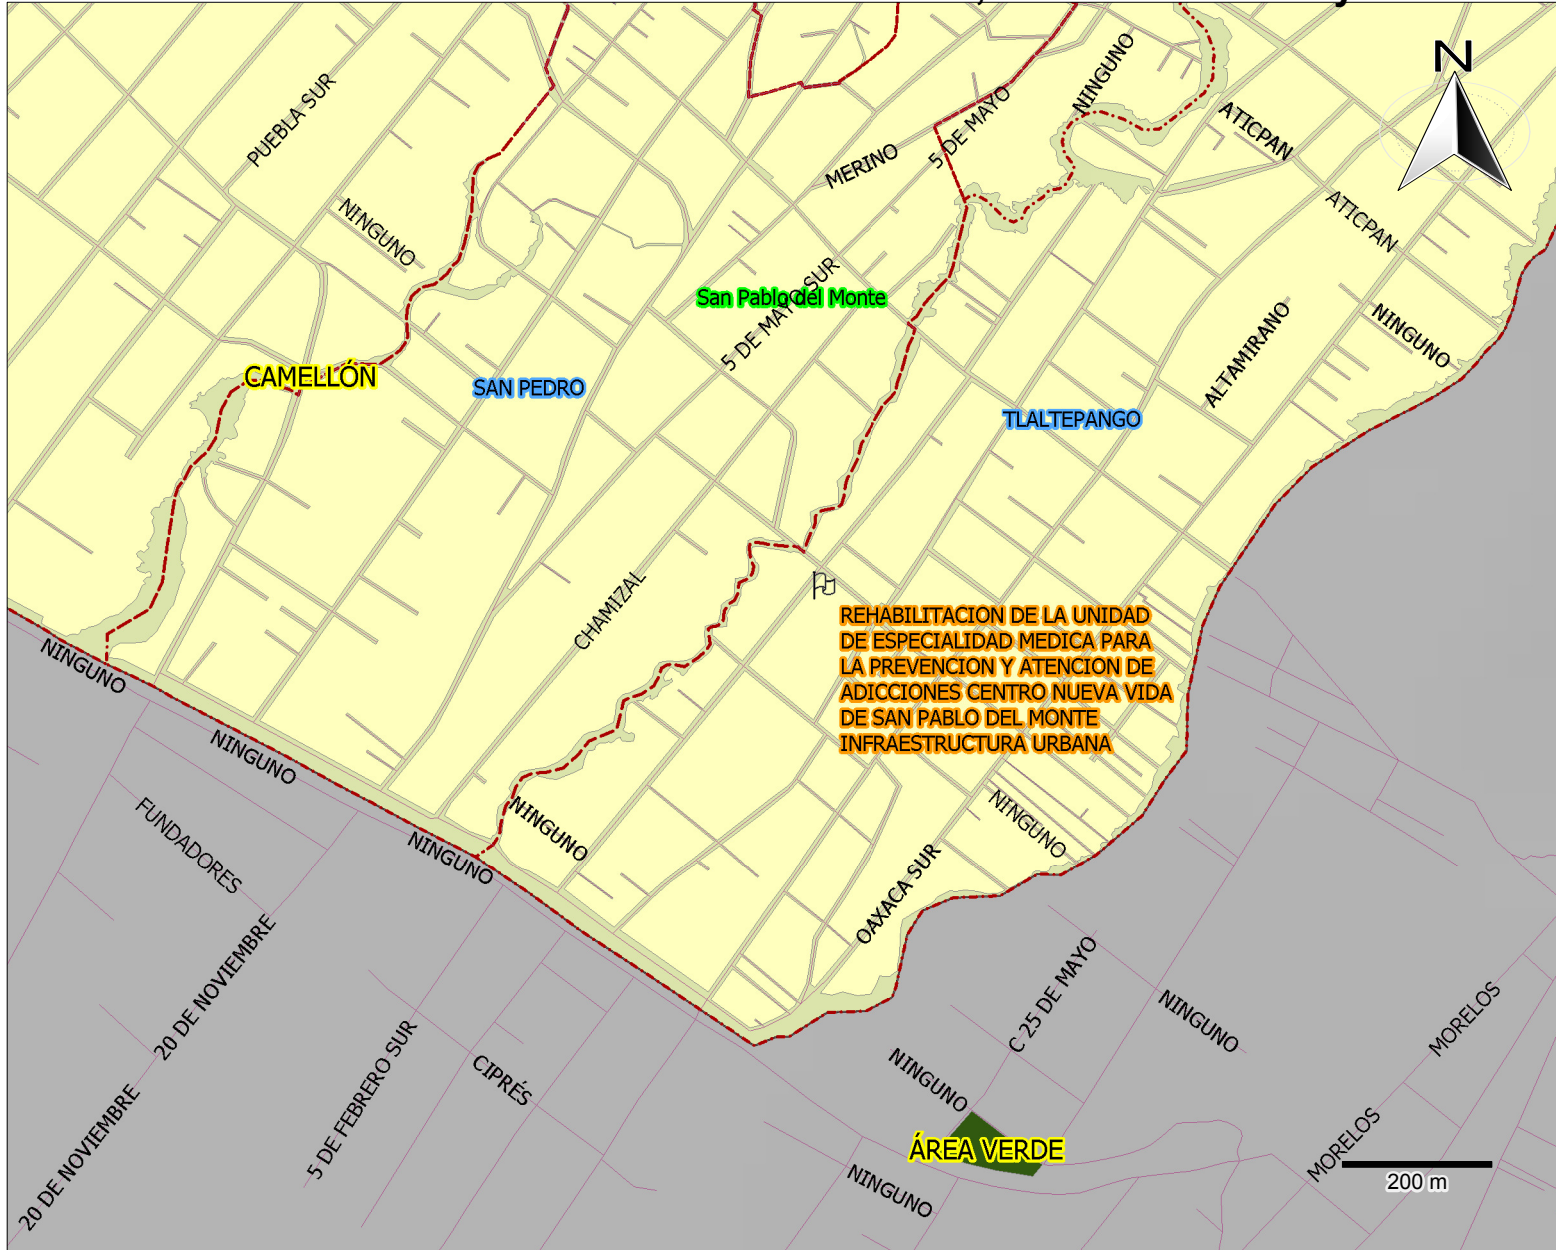 N
PUEBLA SUR
NINGUNO
ATICPAN
5 DE MAYO
MERINO
ATICPAN
NINGUNO
San Pablo del Monte
5 DE MAYO SUR
ALTAMIRANO
NINGUNO
CAMELLÓN
SAN PEDRO
TLALTEPANGO
CHAMIZAL
REHABILITACION DE LA UNIDAD
DE ESPECIALIDAD MEDICA PARA
LA PREVENCION Y ATENCION DE
ADICCIONES CENTRO NUEVA VIDA
DE SAN PABLO DEL MONTE
INFRAESTRUCTURA URBANA
NINGUNO
NINGUNO
NINGUNO
NINGUNO
NINGUNO
FUNDADORES
OAXACA SUR
20 DE NOVIEMBRE
C 25 DE MAYO
NINGUNO
MORELOS
5 DE FEBRERO SUR
CIPRÉS
NINGUNO
20 DE NOVIEMBRE
ÁREA VERDE
MORELOS
NINGUNO
200 m